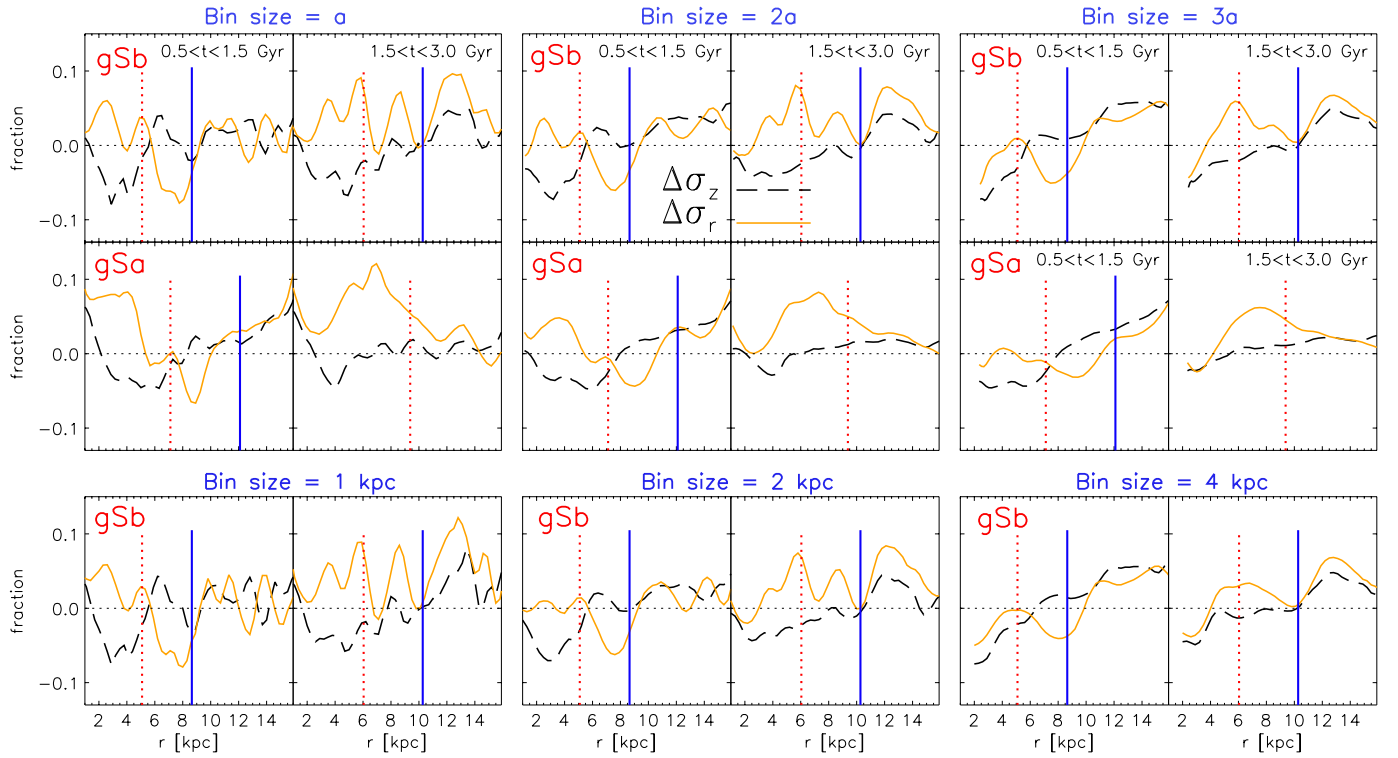 Bin size = a
Bin size = 2a
Bin size = 3a
gSb 0.5<t<1.5 Gyr 1.5<t<3.0 Gyr
gSb 0.5<t<1.5 Gyr 1.5<t<3.0 Gyr
gSb 0.5<t<1.5 Gyr 1.5<t<3.0 Gyr
fraction
0.1
0.0
−0.1
Δσz
Δσr
gSa
gSa
gSa 0.5<t<1.5 Gyr 1.5<t<3.0 Gyr
fraction
0.1
0.0
−0.1
Bin size = 1 kpc
Bin size = 2 kpc
Bin size = 4 kpc
gSb
gSb
gSb
fraction
0.1
0.0
−0.1
2 4 6 8 10 12 14 2 4 6 8 10 12 14
2 4 6 8 10 12 14 2 4 6 8 10 12 14
2 4 6 8 10 12 14 2 4 6 8 10 12 14
r [kpc] r [kpc]
r [kpc] r [kpc]
r [kpc] r [kpc]